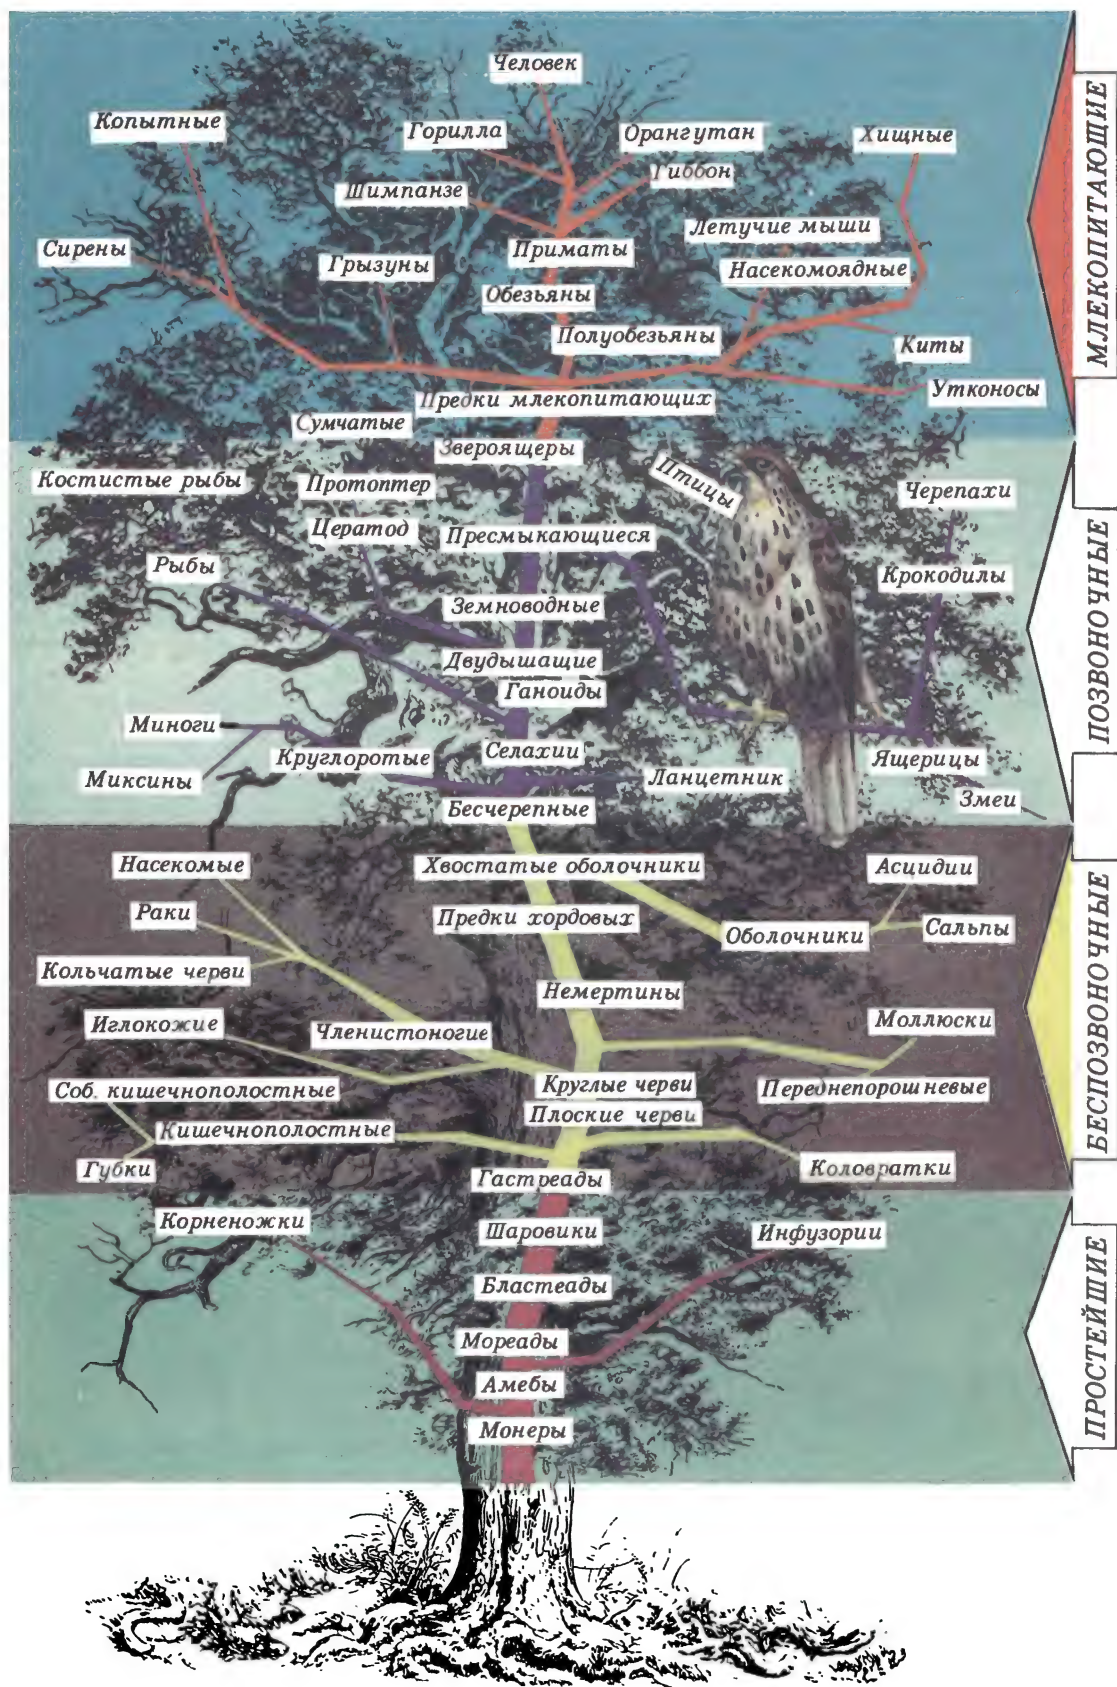 Человек
Копытные
Горилла
Орангутан
Хищные
Шимпанзе
Гиббон
Летучие мыши
Сирены
Грызуны
Приматы
Насекомоядные
Обезьяны
Полуобезьяны
Киты
Утконосы
Предки млекопитающих
Сумчатые
Звероящеры
МЛЕКОПИТАЮЩИЕ
Костистые рыбы
Протоптер
Птицы
Черепахи
Цератод
Пресмыкающиеся
Рыбы
Крокодилы
Земноводные
Двудышащие
Ганоиды
Миноги
Круглоротые
Селахии
Ящерицы
Миксины
Ланцетник
Змеи
Бесчерепные
ПОЗВОНОЧНЫЕ
Насекомые
Хвостатые оболочники
Асцидии
Раки
Предки хордовых
Оболочники
Сальпы
Кольчатые черви
Немертины
Иглокожие
Членистоногие
Моллюски
Соб. кишечнополостные
Круглые черви
Переднепорошневые
Плоские черви
Кишечнополостные
Губки
Гастреады
Коловратки
БЕСПОЗВОНОЧНЫЕ
Корненожки
Шаровики
Инфузории
Бластеады
Мореады
Амебы
Монеры
ПРОСТЕЙШИЕ